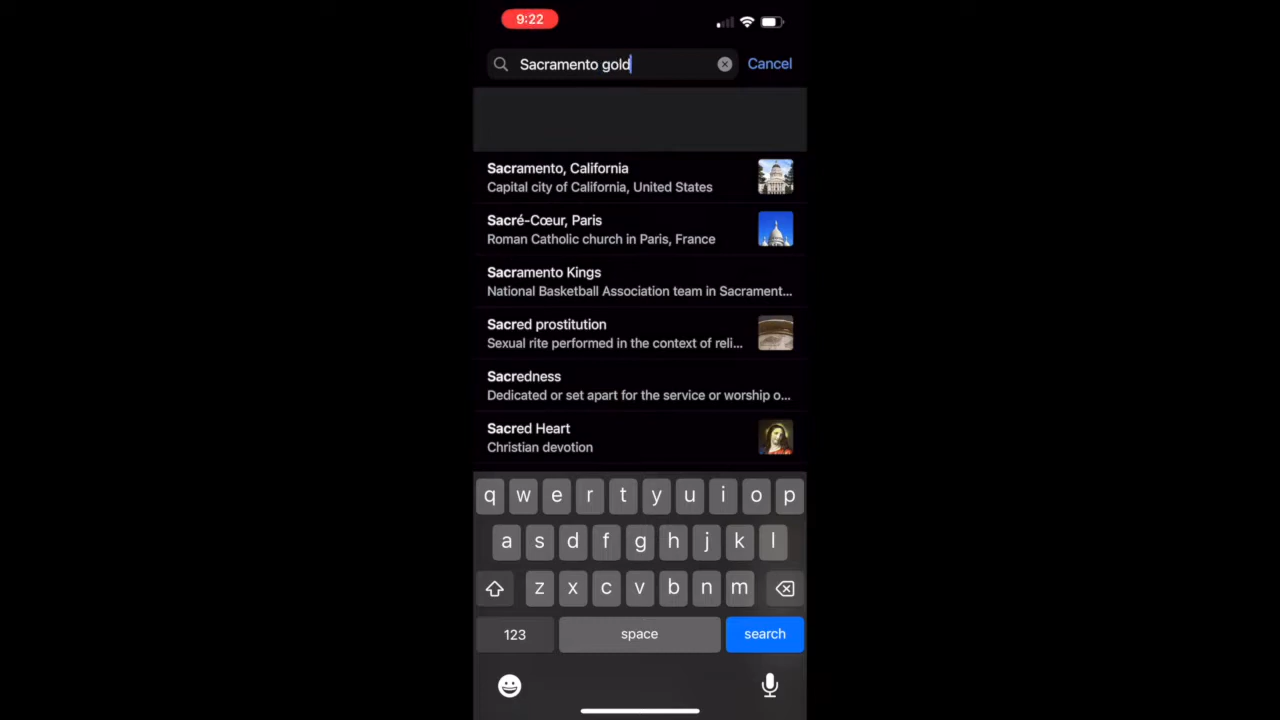 9:22
Sacramento gold
Cancel
Sacramento, California
Capital city of California, United States
Sacré-Cœur, Paris
Roman Catholic church in Paris, France
Sacramento Kings
National Basketball Association team in Sacrament...
Sacred prostitution
Sexual rite performed in the context of reli...
Sacredness
Dedicated or set apart for the service or worship o...
Sacred Heart
Christian devotion
q w e r t y u i o p
a s d f g h j k l
z x c v b n m
123 space search